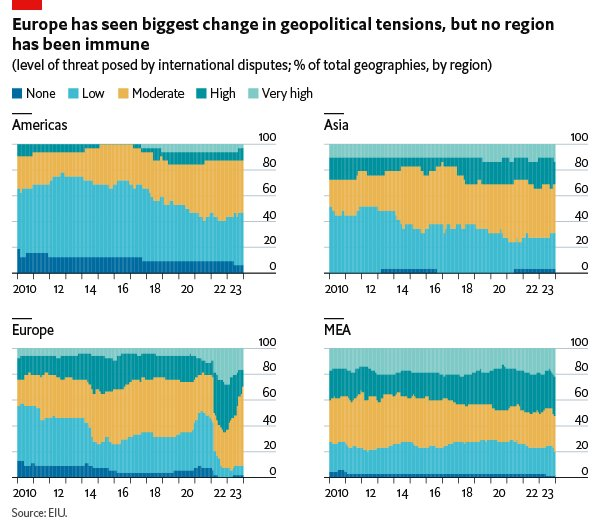 Europe has seen biggest change in geopolitical tensions, but no region
has been immune
(level of threat posed by international disputes; % of total geographies, by region)
None Low Moderate High Very high
Americas
100
80
60
40
20
0
2010 12 14 16 18 20 22 23
Asia
100
80
60
40
20
0
2010 12 14 16 18 20 22 23
Europe
100
80
60
40
20
0
2010 12 14 16 18 20 22 23
MEA
100
80
60
40
20
0
2010 12 14 16 18 20 22 23
Source: EIU.